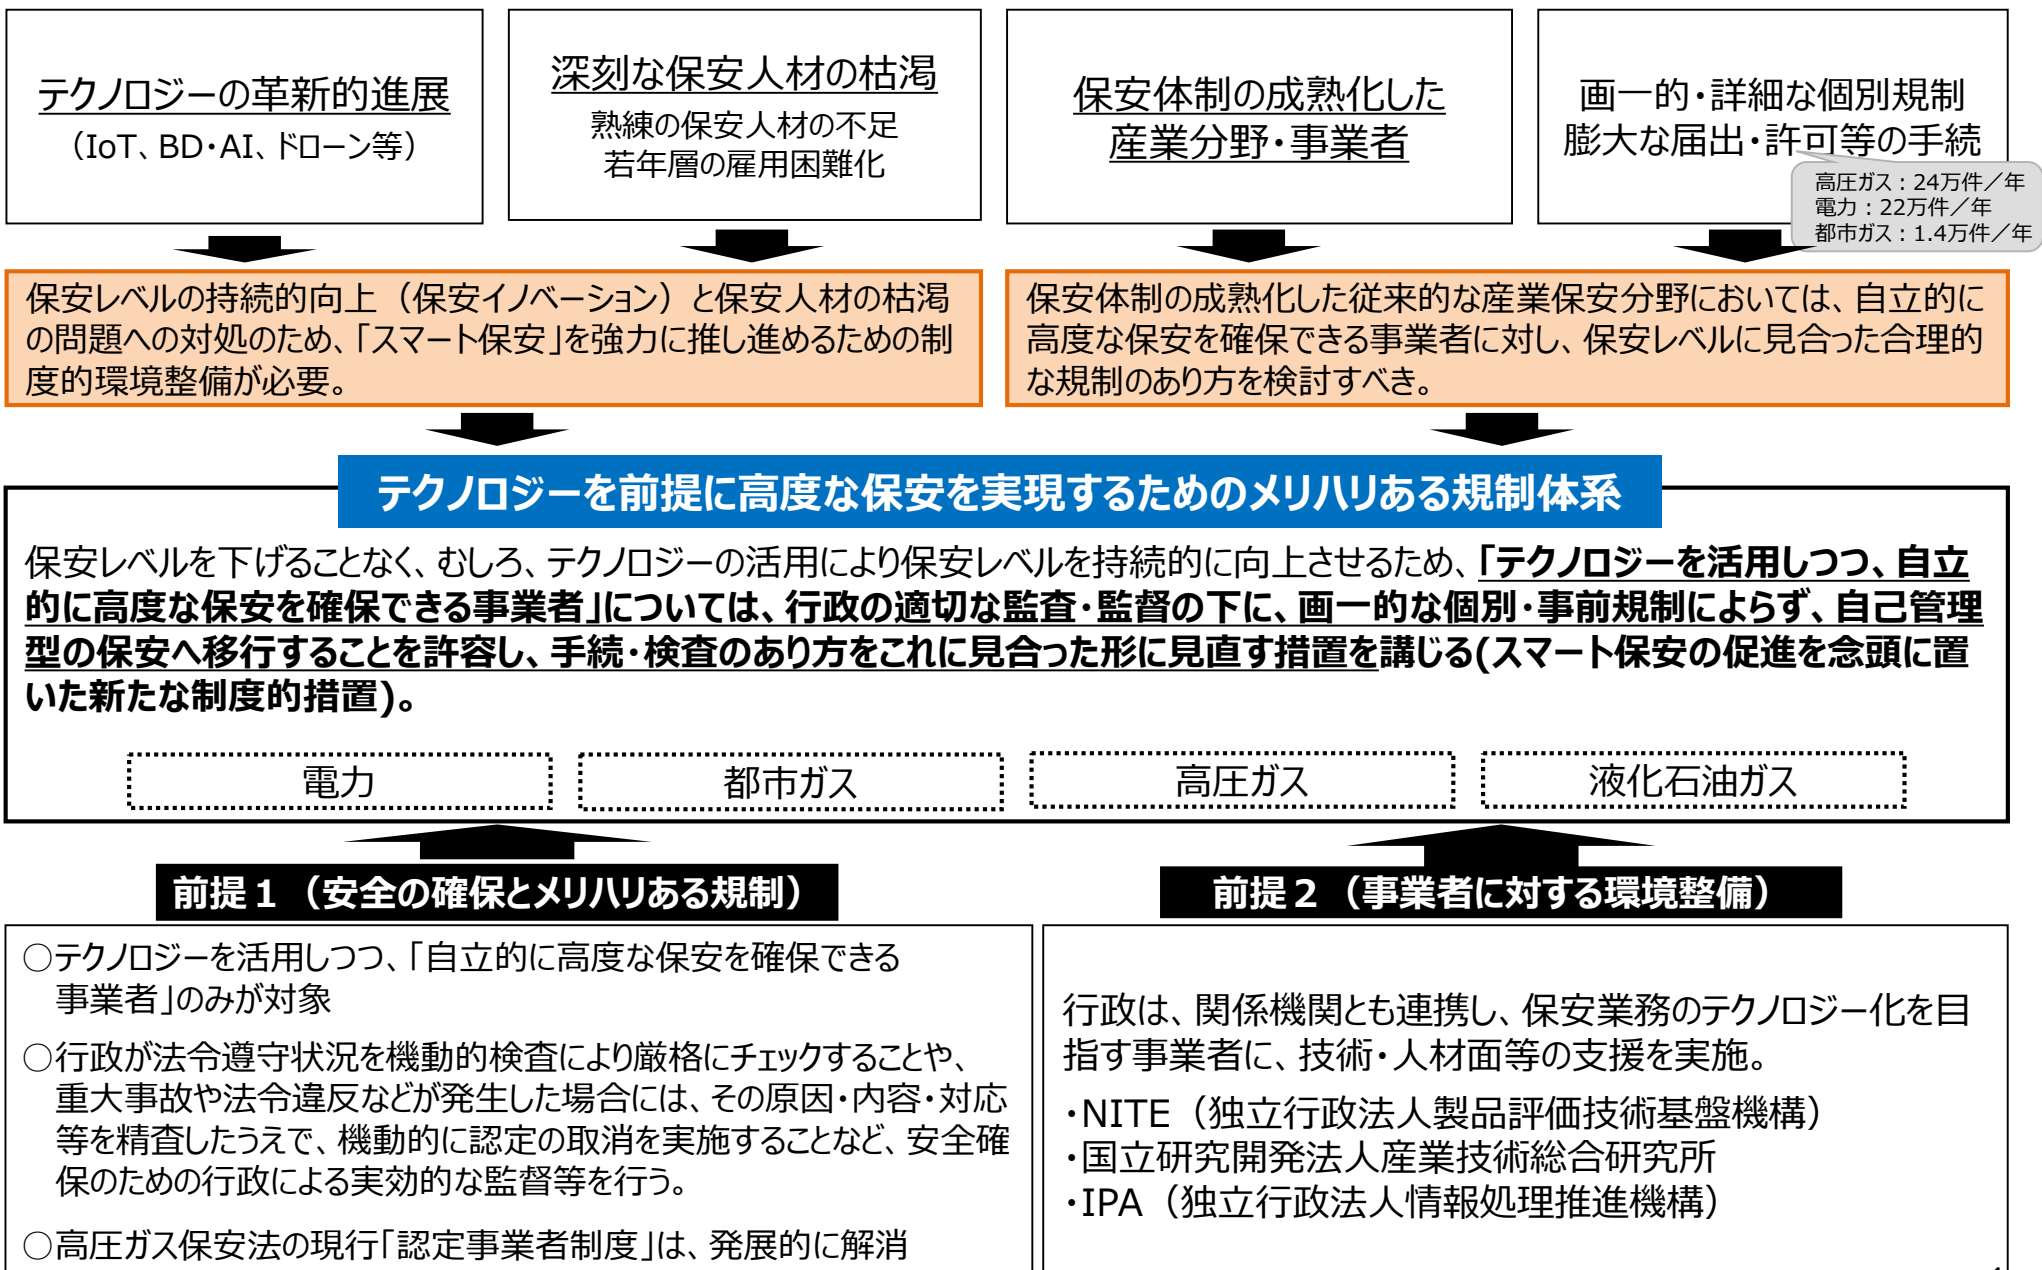 テクノロジーの革新的進展
（IoT、BD・AI、ドローン等）
深刻な保安人材の枯渇
熟練の保安人材の不足
若年層の雇用困難化
保安体制の成熟化した
産業分野・事業者
画一的・詳細な個別規制
膨大な届出・許可等の手続
高圧ガス：24万件／年
電力：22万件／年
都市ガス：1.4万件／年
保安レベルの持続的向上（保安イノベーション）と保安人材の枯渇
の問題への対処のため、「スマート保安」を強力に推し進めるための制
度的環境整備が必要。
保安体制の成熟化した従来的な産業保安分野においては、自立的に
高度な保安を確保できる事業者に対し、保安レベルに見合った合理的
な規制のあり方を検討すべき。
テクノロジーを前提に高度な保安を実現するためのメリハリある規制体系
保安レベルを下げることなく、むしろ、テクノロジーの活用により保安レベルを持続的に向上させるため、「テクノロジーを活用しつつ、自立
的に高度な保安を確保できる事業者」については、行政の適切な監査・監督の下に、画一的な個別・事前規制によらず、自己管理
型の保安へ移行することを許容し、手続・検査のあり方をこれに見合った形に見直す措置を講じる(スマート保安の促進を念頭に置
いた新たな制度的措置)。
電力
都市ガス
高圧ガス
液化石油ガス
前提１（安全の確保とメリハリある規制）
○テクノロジーを活用しつつ、「自立的に高度な保安を確保できる
事業者」のみが対象
○行政が法令遵守状況を機動的検査により厳格にチェックすることや、
重大事故や法令違反などが発生した場合には、その原因・内容・対応
等を精査したうえで、機動的に認定の取消を実施することなど、安全確
保のための行政による実効的な監督等を行う。
○高圧ガス保安法の現行「認定事業者制度」は、発展的に解消
前提２（事業者に対する環境整備）
行政は、関係機関とも連携し、保安業務のテクノロジー化を目
指す事業者に、技術・人材面等の支援を実施。
・NITE（独立行政法人製品評価技術基盤機構）
・国立研究開発法人産業技術総合研究所
・IPA（独立行政法人情報処理推進機構）